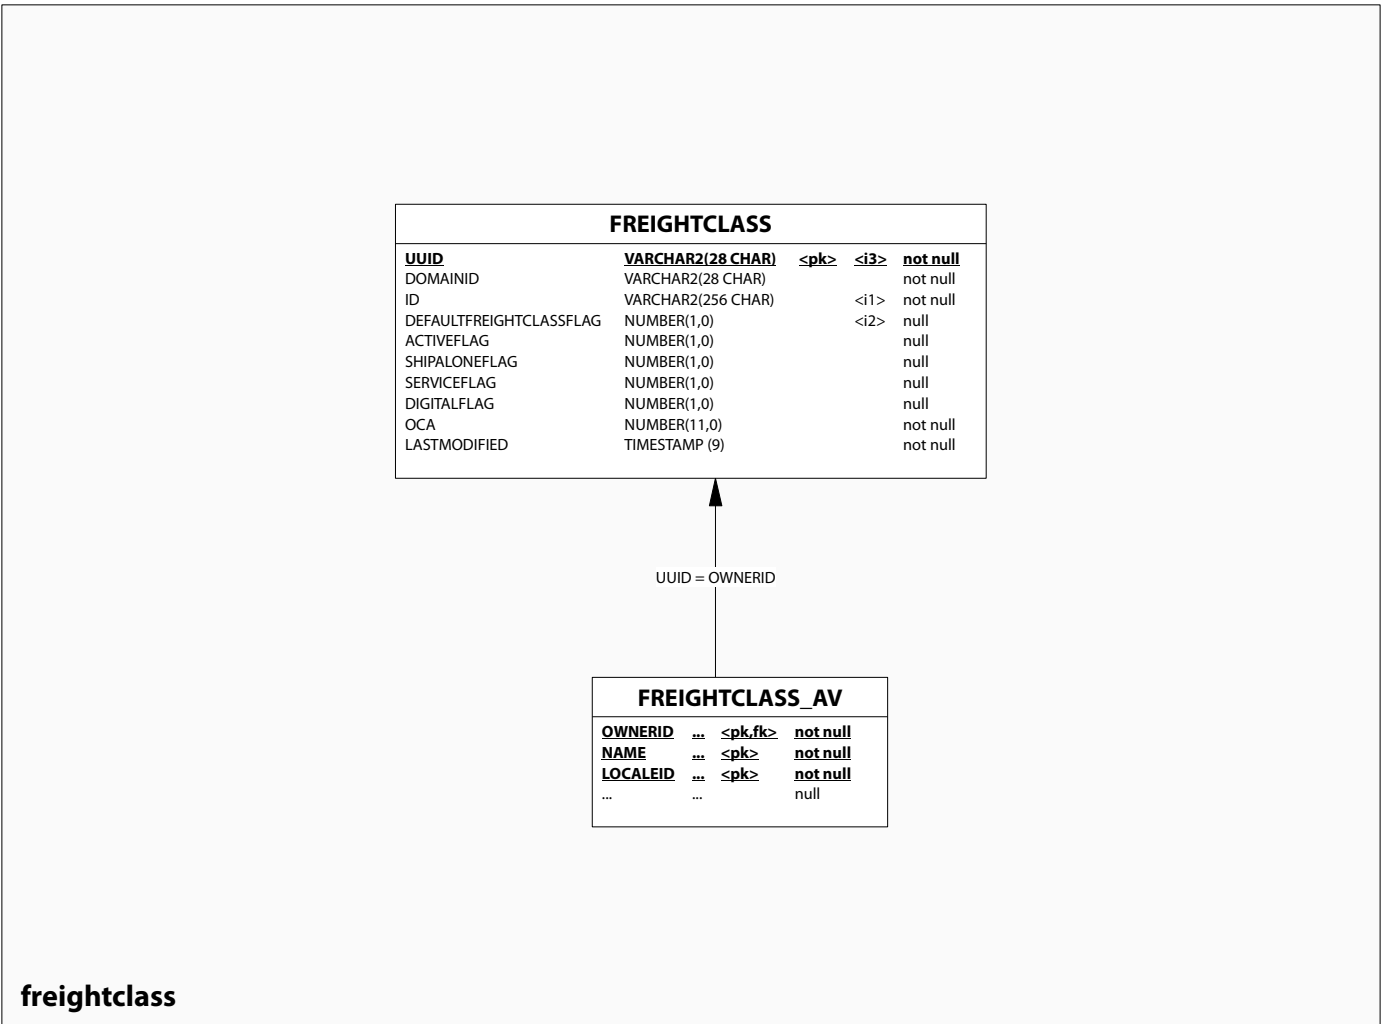 FREIGHTCLASS
UUID VARCHAR2(28 CHAR) <pk> <i3> not null
DOMAINID VARCHAR2(28 CHAR) not null
ID VARCHAR2(256 CHAR) <i1> not null
DEFAULTFREIGHTCLASSFLAG NUMBER(1,0) <i2> null
ACTIVEFLAG NUMBER(1,0) null
SHIPALONEFLAG NUMBER(1,0) null
SERVICEFLAG NUMBER(1,0) null
DIGITALFLAG NUMBER(1,0) null
OCA NUMBER(11,0) not null
LASTMODIFIED TIMESTAMP (9) not null
UUID = OWNERID
FREIGHTCLASS_AV
OWNERID ... <pk,fk> not null
NAME ... <pk> not null
LOCALEID ... <pk> not null
... ... null
freightclass